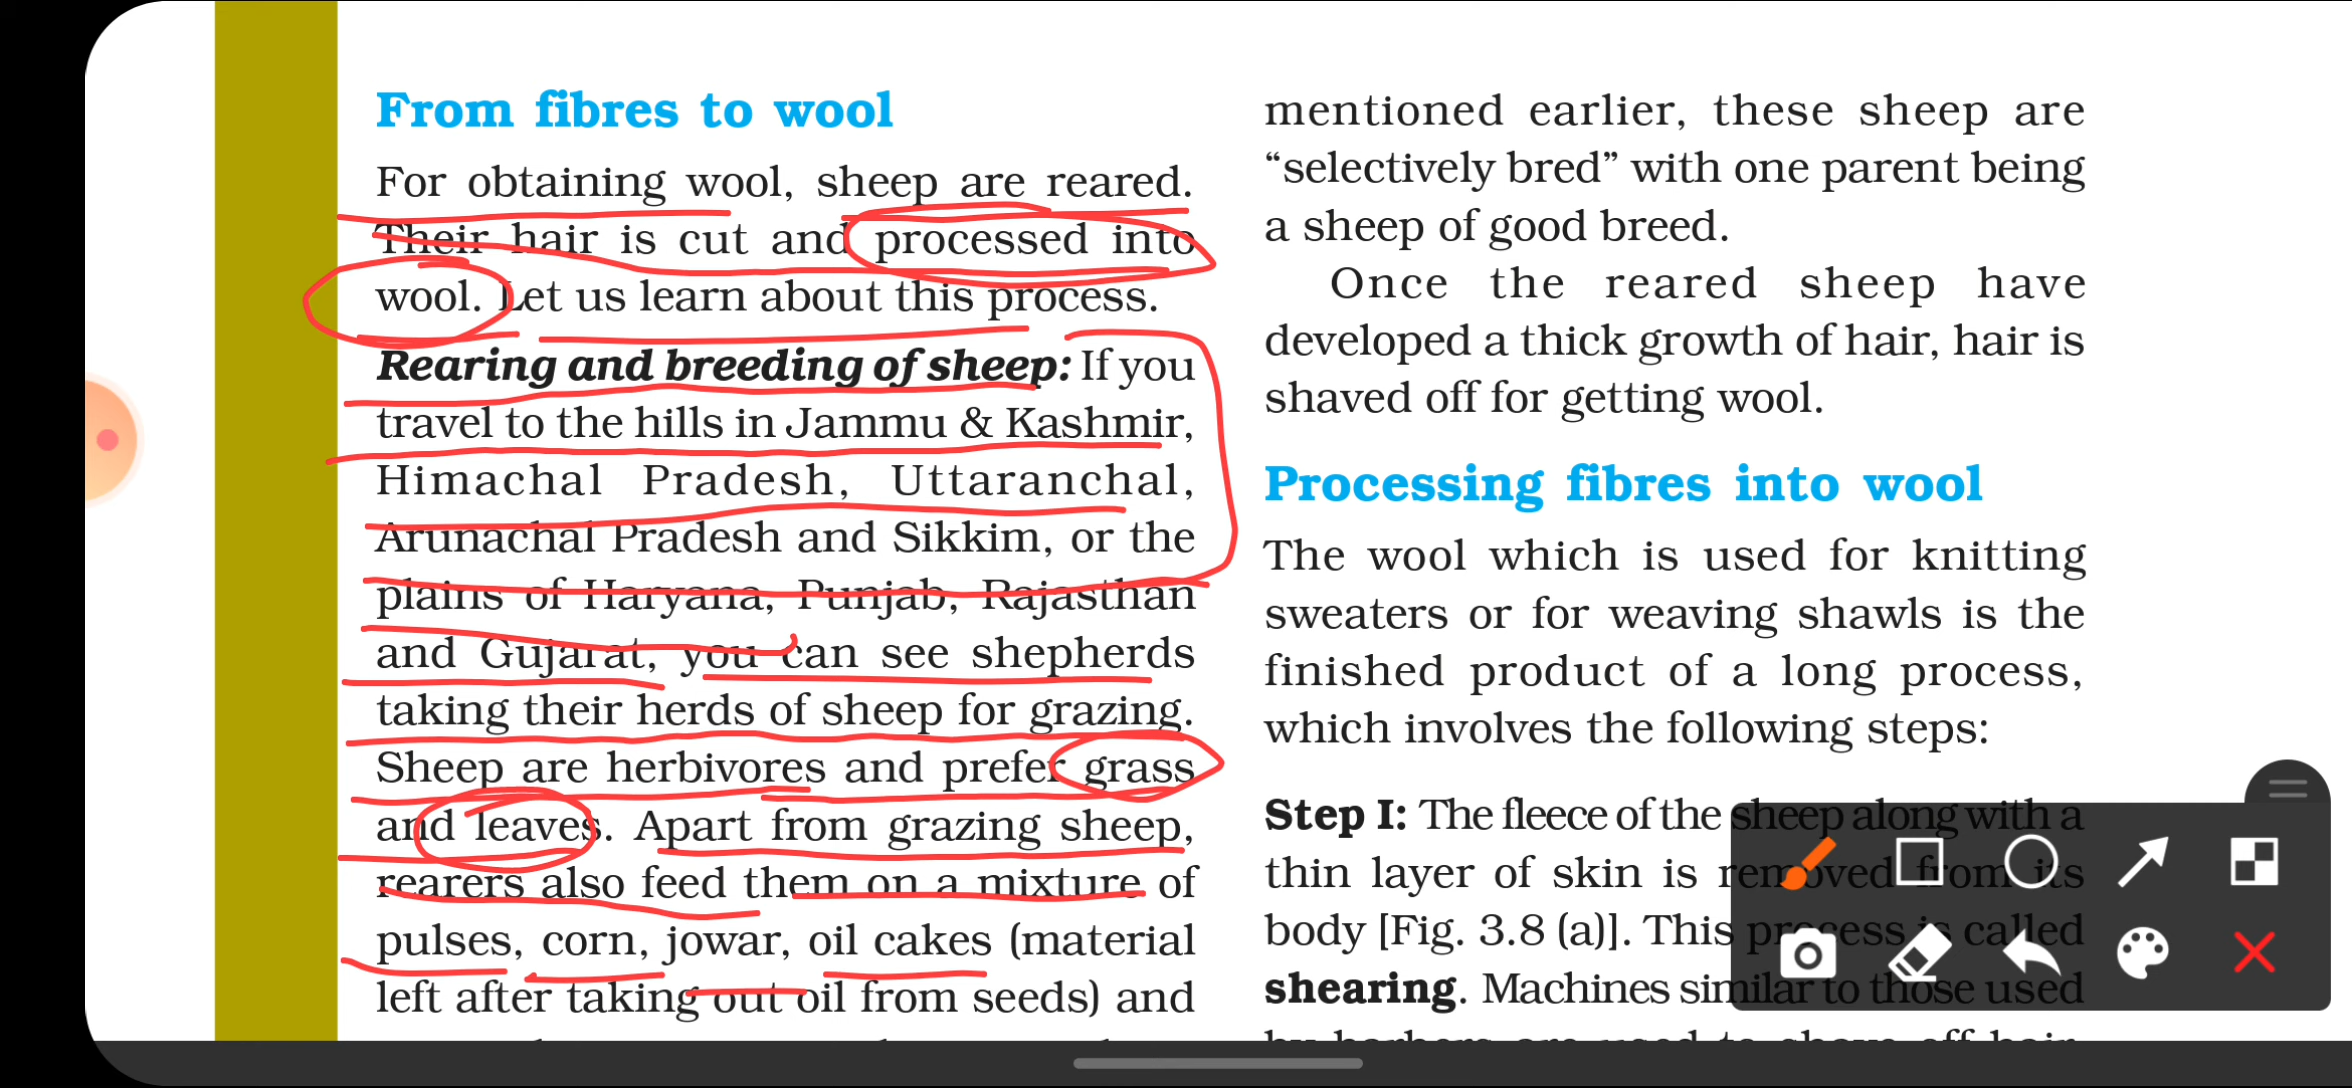 From fibres to wool
For obtaining wool, sheep are reared.
Their hair is cut and processed into
wool. Let us learn about this process.
Rearing and breeding of sheep: If you
travel to the hills in Jammu & Kashmir,
Himachal Pradesh, Uttaranchal,
Arunachal Pradesh and Sikkim, or the
plains of Haryana, Punjab, Rajasthan
and Gujarat, you can see shepherds
taking their herds of sheep for grazing.
Sheep are herbivores and prefer grass
and leaves. Apart from grazing sheep,
rearers also feed them on a mixture of
pulses, corn, jowar, oil cakes (material
left after taking out oil from seeds) and
mentioned earlier, these sheep are
“selectively bred” with one parent being
a sheep of good breed.
Once the reared sheep have
developed a thick growth of hair, hair is
shaved off for getting wool.
Processing fibres into wool
The wool which is used for knitting
sweaters or for weaving shawls is the
finished product of a long process,
which involves the following steps:
Step I: The fleece of the sheep along with a
thin layer of skin is removed from its
body [Fig. 3.8 (a)]. This process is called
shearing. Machines similar to those used
by barbers are used to shave off hair